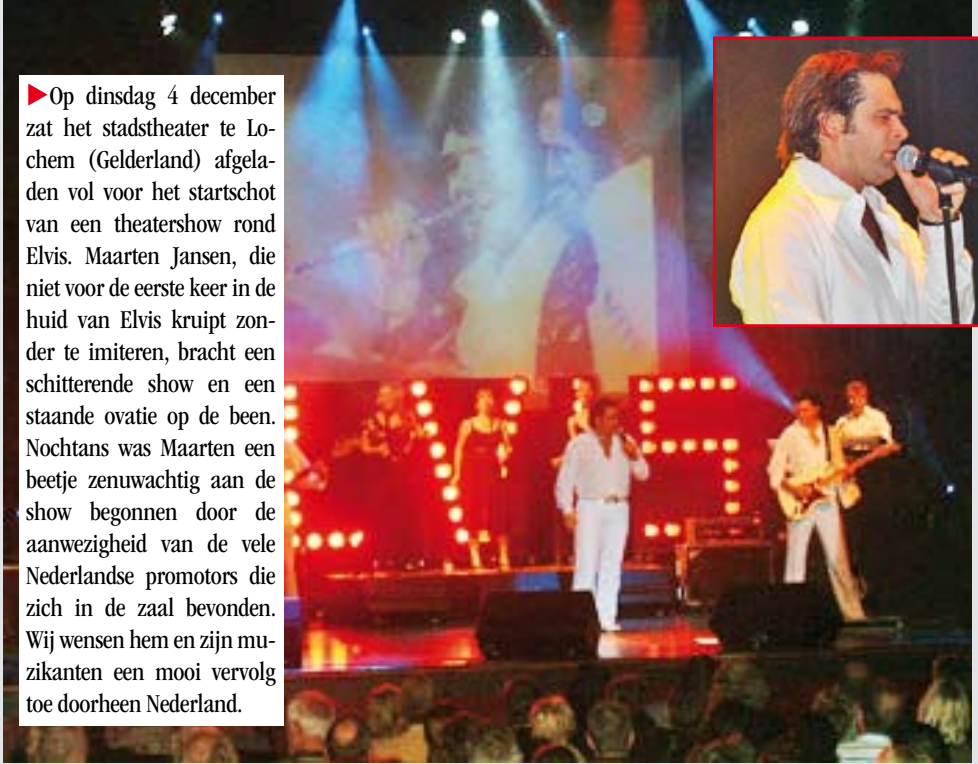 ▶Op dinsdag 4 december
zat het stadstheater te Lo-
chem (Gelderland) afgela-
den vol voor het startschot
van een theatershow rond
Elvis. Maarten Jansen, die
niet voor de eerste keer in de
huid van Elvis kruipt zon-
der te imiteren, bracht een
schitterende show en een
staande ovatie op de been.
Nochtans was Maarten een
beetje zenuwachtig aan de
show begonnen door de
aanwezigheid van de vele
Nederlandse promotors die
zich in de zaal bevonden.
Wij wensen hem en zijn mu-
zikanten een mooi vervolg
toe doorheen Nederland.